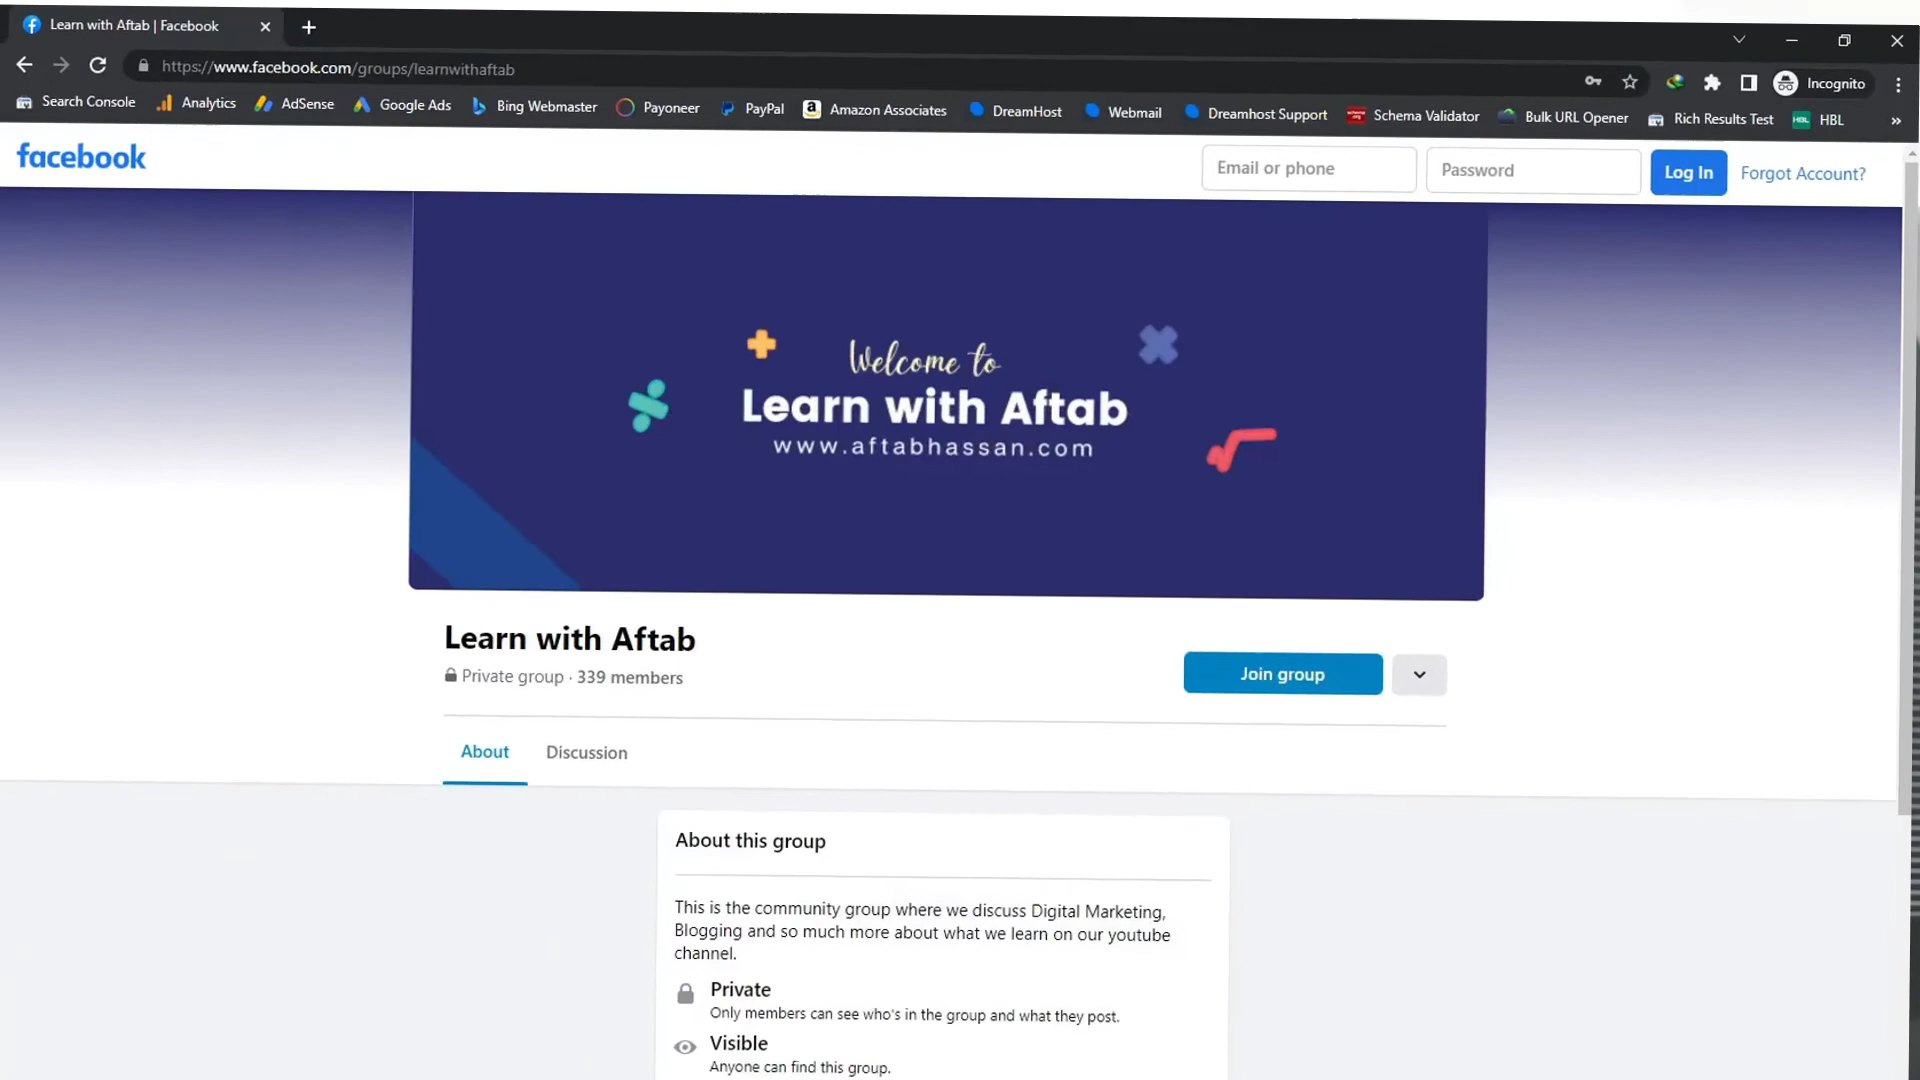 Learn with Aftab | Facebook
https://www.facebook.com/groups/learnwithaftab
Incognito
Search Console Analytics AdSense Google Ads Bing Webmaster Payoneer PayPal Amazon Associates DreamHost Webmail Dreamhost Support Schema Validator Bulk URL Opener Rich Results Test HBL HBL »
facebook
Email or phone Password Log In Forgot Account?
Welcome to
Learn with Aftab
www.aftabhassan.com
Learn with Aftab
Private group · 339 members
Join group
About Discussion
About this group
This is the community group where we discuss Digital Marketing,
Blogging and so much more about what we learn on our youtube
channel.
Private
Only members can see who's in the group and what they post.
Visible
Anyone can find this group.